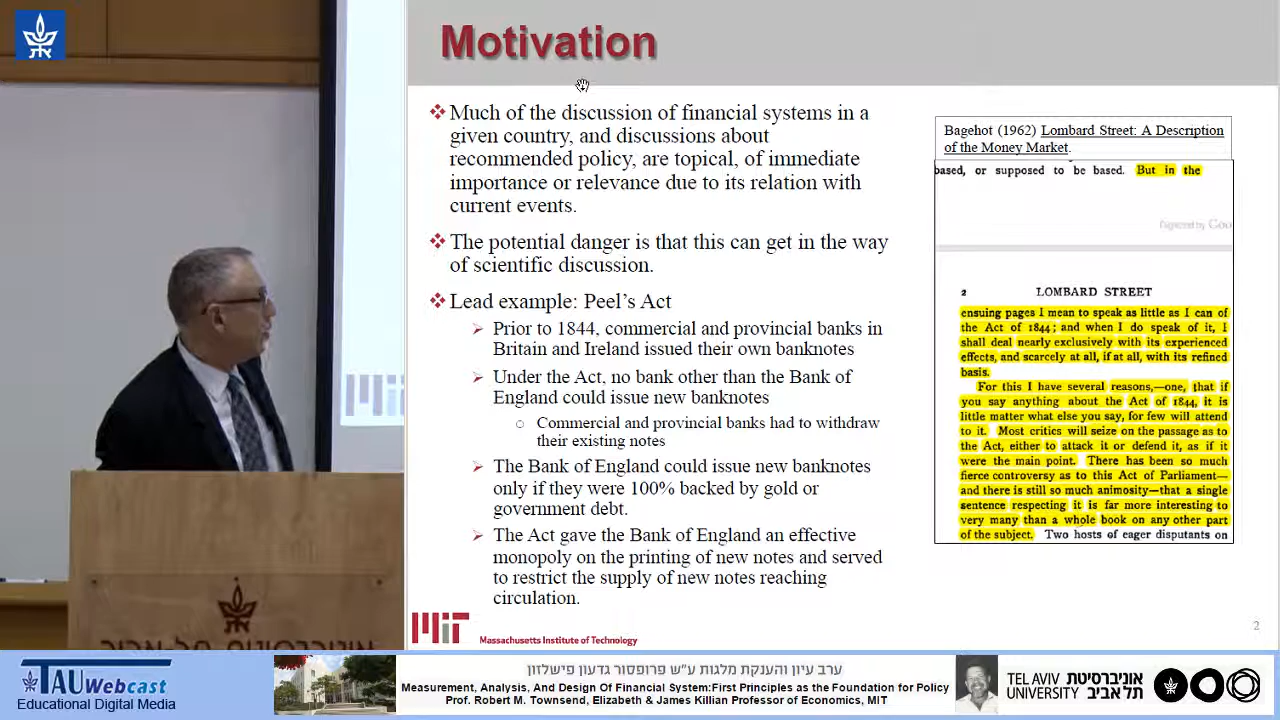 Motivation
Much of the discussion of financial systems in a
given country, and discussions about
recommended policy, are topical, of immediate
importance or relevance due to its relation with
current events.
The potential danger is that this can get in the way
of scientific discussion.
Lead example: Peel's Act
Prior to 1844, commercial and provincial banks in
Britain and Ireland issued their own banknotes
Under the Act, no bank other than the Bank of
England could issue new banknotes
Commercial and provincial banks had to withdraw
their existing notes
The Bank of England could issue new banknotes
only if they were 100% backed by gold or
government debt.
The Act gave the Bank of England an effective
monopoly on the printing of new notes and served
to restrict the supply of new notes reaching
circulation.
Bagehot (1962) Lombard Street: A Description
of the Money Market.
based, or supposed to be based. But in the
Digitized by Goo
2 LOMBARD STREET
ensuing pages I mean to speak as little as I can of
the Act of 1844; and when I do speak of it, I
shall deal nearly exclusively with its experienced
effects, and scarcely at all, if at all, with its refined
basis.
For this I have several reasons,—one, that if
you say anything about the Act of 1844, it is
little matter what else you say, for few will attend
to it. Most critics will seize on the passage as to
the Act, either to attack it or defend it, as if it
were the main point. There has been so much
fierce controversy as to this Act of Parliament—
and there is still so much animosity—that a single
sentence respecting it is far more interesting to
very many than a whole book on any other part
of the subject. Two hosts of eager disputants on
2
MIT
Massachusetts Institute of Technology
אוניברסיטת תל-אביב
TAU Webcast
Educational Digital Media
ערב עיון והענקת מלגות ע"ש פרופסור גדעון פישלזון
Measurement, Analysis, And Design Of Financial System:First Principles as the Foundation for Policy
Prof. Robert M. Townsend, Elizabeth & James Killian Professor of Economics, MIT
TEL AVIV אוניברסיטת
UNIVERSITY תל אביב